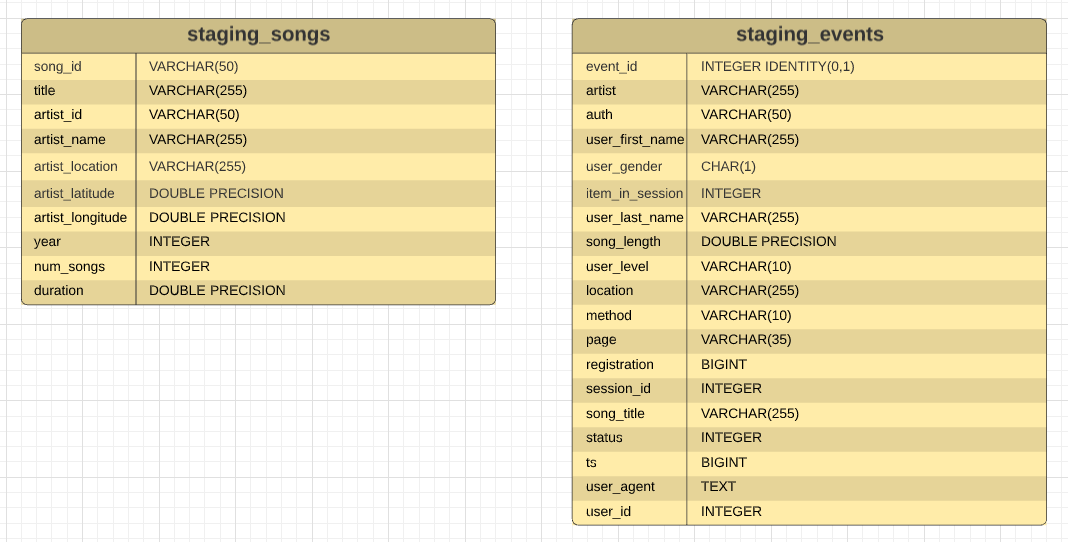 staging_songs
song_id VARCHAR(50)
title VARCHAR(255)
artist_id VARCHAR(50)
artist_name VARCHAR(255)
artist_location VARCHAR(255)
artist_latitude DOUBLE PRECISION
artist_longitude DOUBLE PRECISION
year INTEGER
num_songs INTEGER
duration DOUBLE PRECISION
staging_events
event_id INTEGER IDENTITY(0,1)
artist VARCHAR(255)
auth VARCHAR(50)
user_first_name VARCHAR(255)
user_gender CHAR(1)
item_in_session INTEGER
user_last_name VARCHAR(255)
song_length DOUBLE PRECISION
user_level VARCHAR(10)
location VARCHAR(255)
method VARCHAR(10)
page VARCHAR(35)
registration BIGINT
session_id INTEGER
song_title VARCHAR(255)
status INTEGER
ts BIGINT
user_agent TEXT
user_id INTEGER